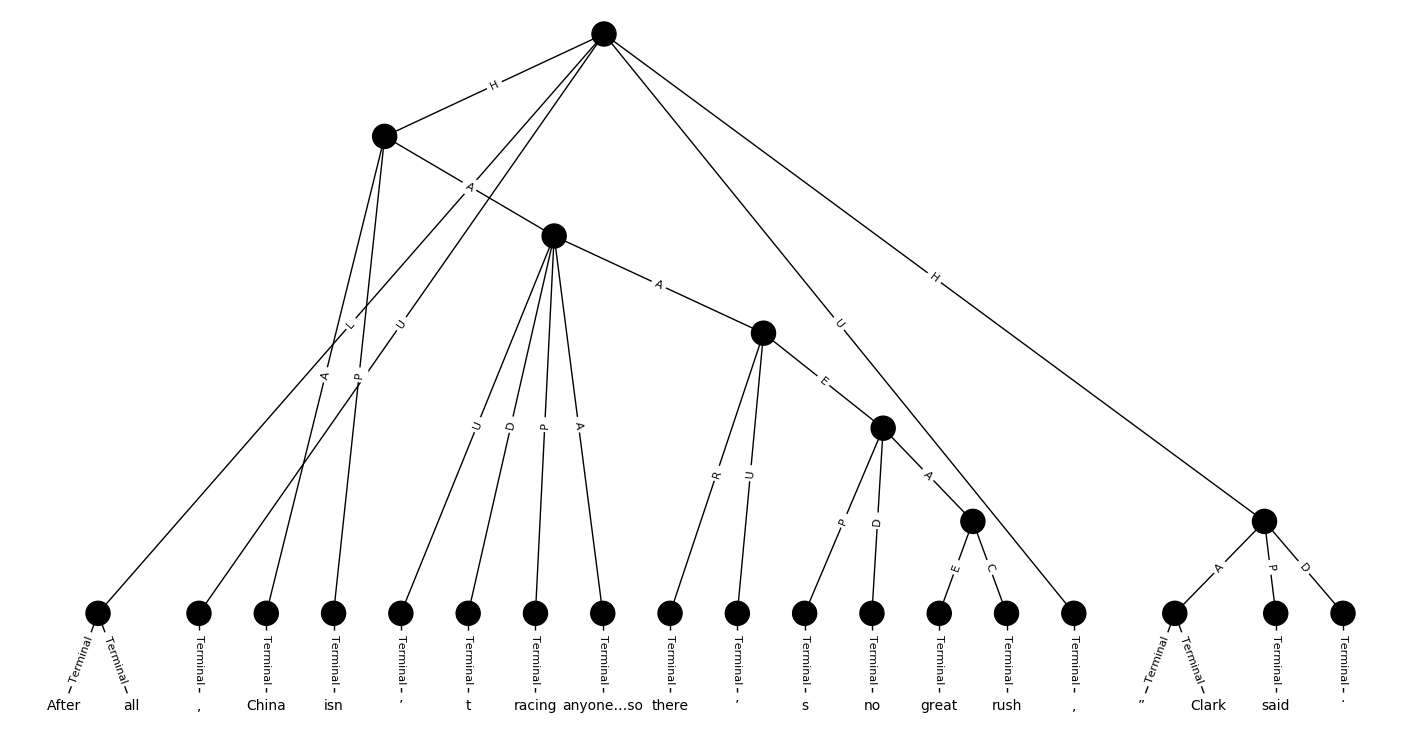 H
A
L
U
A
P
A
U
H
U
D
P
A
E
R
U
A
P
D
E
C
A
P
D
Terminal Terminal Terminal Terminal Terminal Terminal Terminal Terminal Terminal Terminal Terminal Terminal Terminal Terminal Terminal Terminal Terminal Terminal Terminal Terminal
After all , China isn ’ t racing anyone...so there ’ s no great rush , ” Clark said .